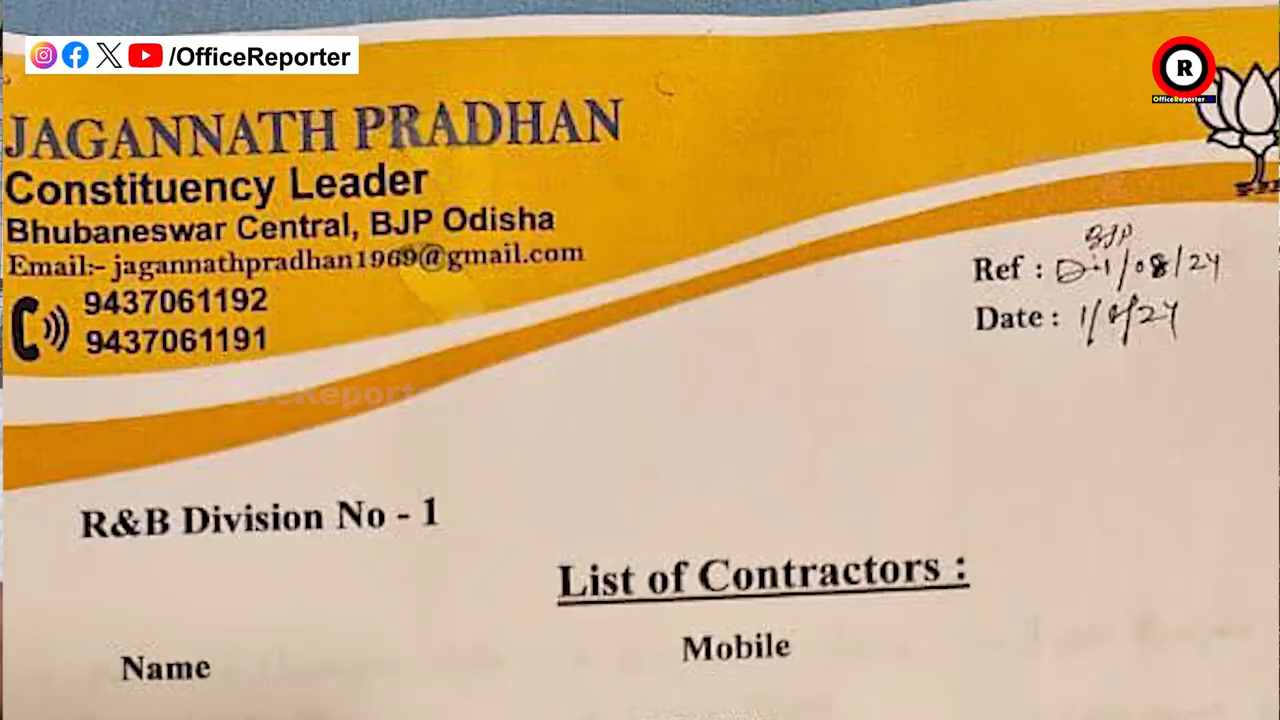 /OfficeReporter
R
OfficeReporter
JAGANNATH PRADHAN
Constituency Leader
Bhubaneswar Central, BJP Odisha
Email:- jagannathpradhan1969@gmail.com
9437061192
9437061191
BJP
Ref : D-1/08/24
Date : 1/8/24
R&B Division No - 1
List of Contractors :
Name
Mobile